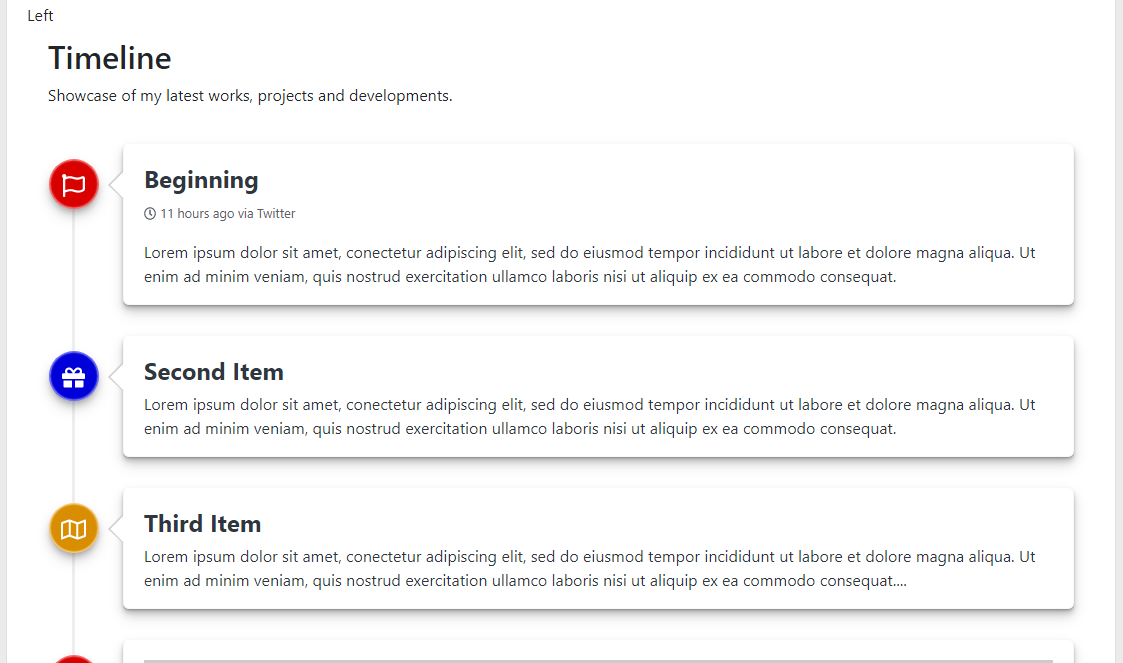 Left
Timeline
Showcase of my latest works, projects and developments.
Beginning
11 hours ago via Twitter
Lorem ipsum dolor sit amet, conectetur adipiscing elit, sed do eiusmod tempor incididunt ut labore et dolore magna aliqua. Ut
enim ad minim veniam, quis nostrud exercitation ullamco laboris nisi ut aliquip ex ea commodo consequat.
Second Item
Lorem ipsum dolor sit amet, conectetur adipiscing elit, sed do eiusmod tempor incididunt ut labore et dolore magna aliqua. Ut
enim ad minim veniam, quis nostrud exercitation ullamco laboris nisi ut aliquip ex ea commodo consequat.
Third Item
Lorem ipsum dolor sit amet, conectetur adipiscing elit, sed do eiusmod tempor incididunt ut labore et dolore magna aliqua. Ut
enim ad minim veniam, quis nostrud exercitation ullamco laboris nisi ut aliquip ex ea commodo consequat....